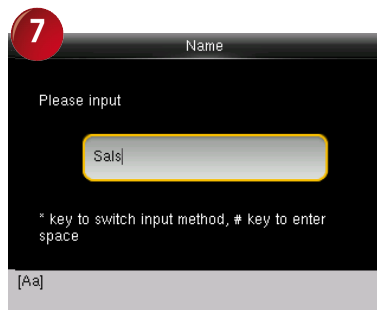 7
Name
Please input
Sals
* key to switch input method, # key to enter
space
[Aa]